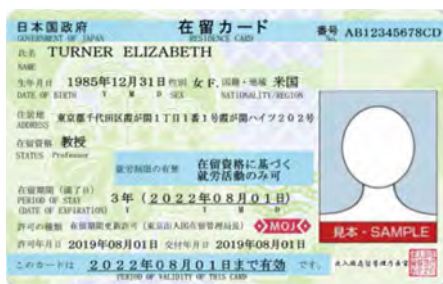 日本国政府 在留カード 番号 AB12345678CD
GOVERNMENT OF JAPAN RESIDENCE CARD No.
氏名 TURNER ELIZABETH
NAME
生年月日 1985年12月31日 性別 女 F. 国籍・地域 米国
DATE OF BIRTH Y M D SEX NATIONALITY/REGION
住居地 東京都千代田区霞が関1丁目1番1号霞が関ハイツ202号
ADDRESS
在留資格 教授
STATUS Professor
就労制限の有無 在留資格に基づく
就労活動のみ可
在留期間(満了日) 3年(2022年08月01日)
PERIOD OF STAY
(DATE OF EXPIRATION) Y Y M D
許可の種類 在留期間更新許可(東京出入国在留管理局長) MOJ
許可年月日 2019年08月01日 交付年月日 2019年08月01日
見本・SAMPLE
このカードは 2022年08月01日まで有効 です。
PERIOD OF VALIDITY OF THIS CARD
出入国在留管理庁長官